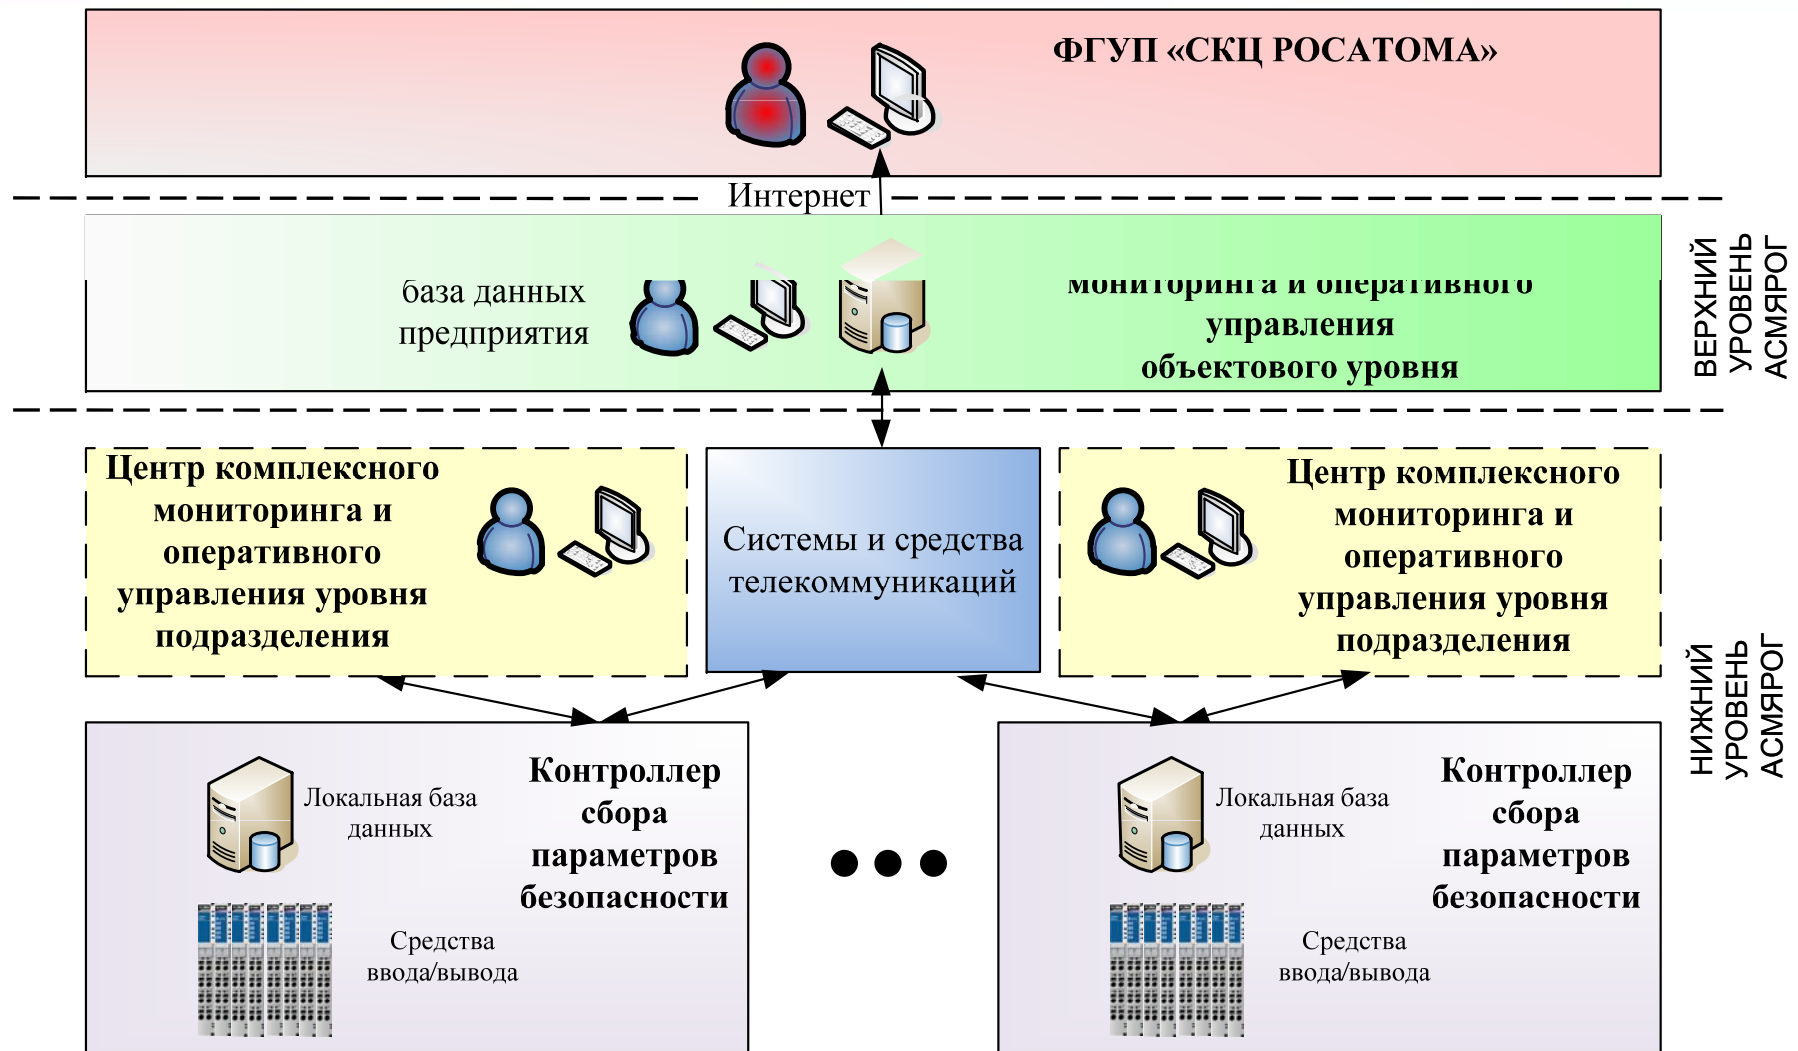 ФГУП «СКЦ РОСАТОМА»
Интернет
база данных
предприятия
мониторинга и оперативного
управления
объектового уровня
ВЕРХНИЙ
УРОВЕНЬ
АСМЯРОГ
Центр комплексного
мониторинга и
оперативного
управления уровня
подразделения
Системы и средства
телекоммуникаций
Центр комплексного
мониторинга и
оперативного
управления уровня
подразделения
НИЖНИЙ
УРОВЕНЬ
АСМЯРОГ
Локальная база
данных
Контроллер
сбора
параметров
безопасности
Средства
ввода/вывода
Локальная база
данных
Контроллер
сбора
параметров
безопасности
Средства
ввода/вывода